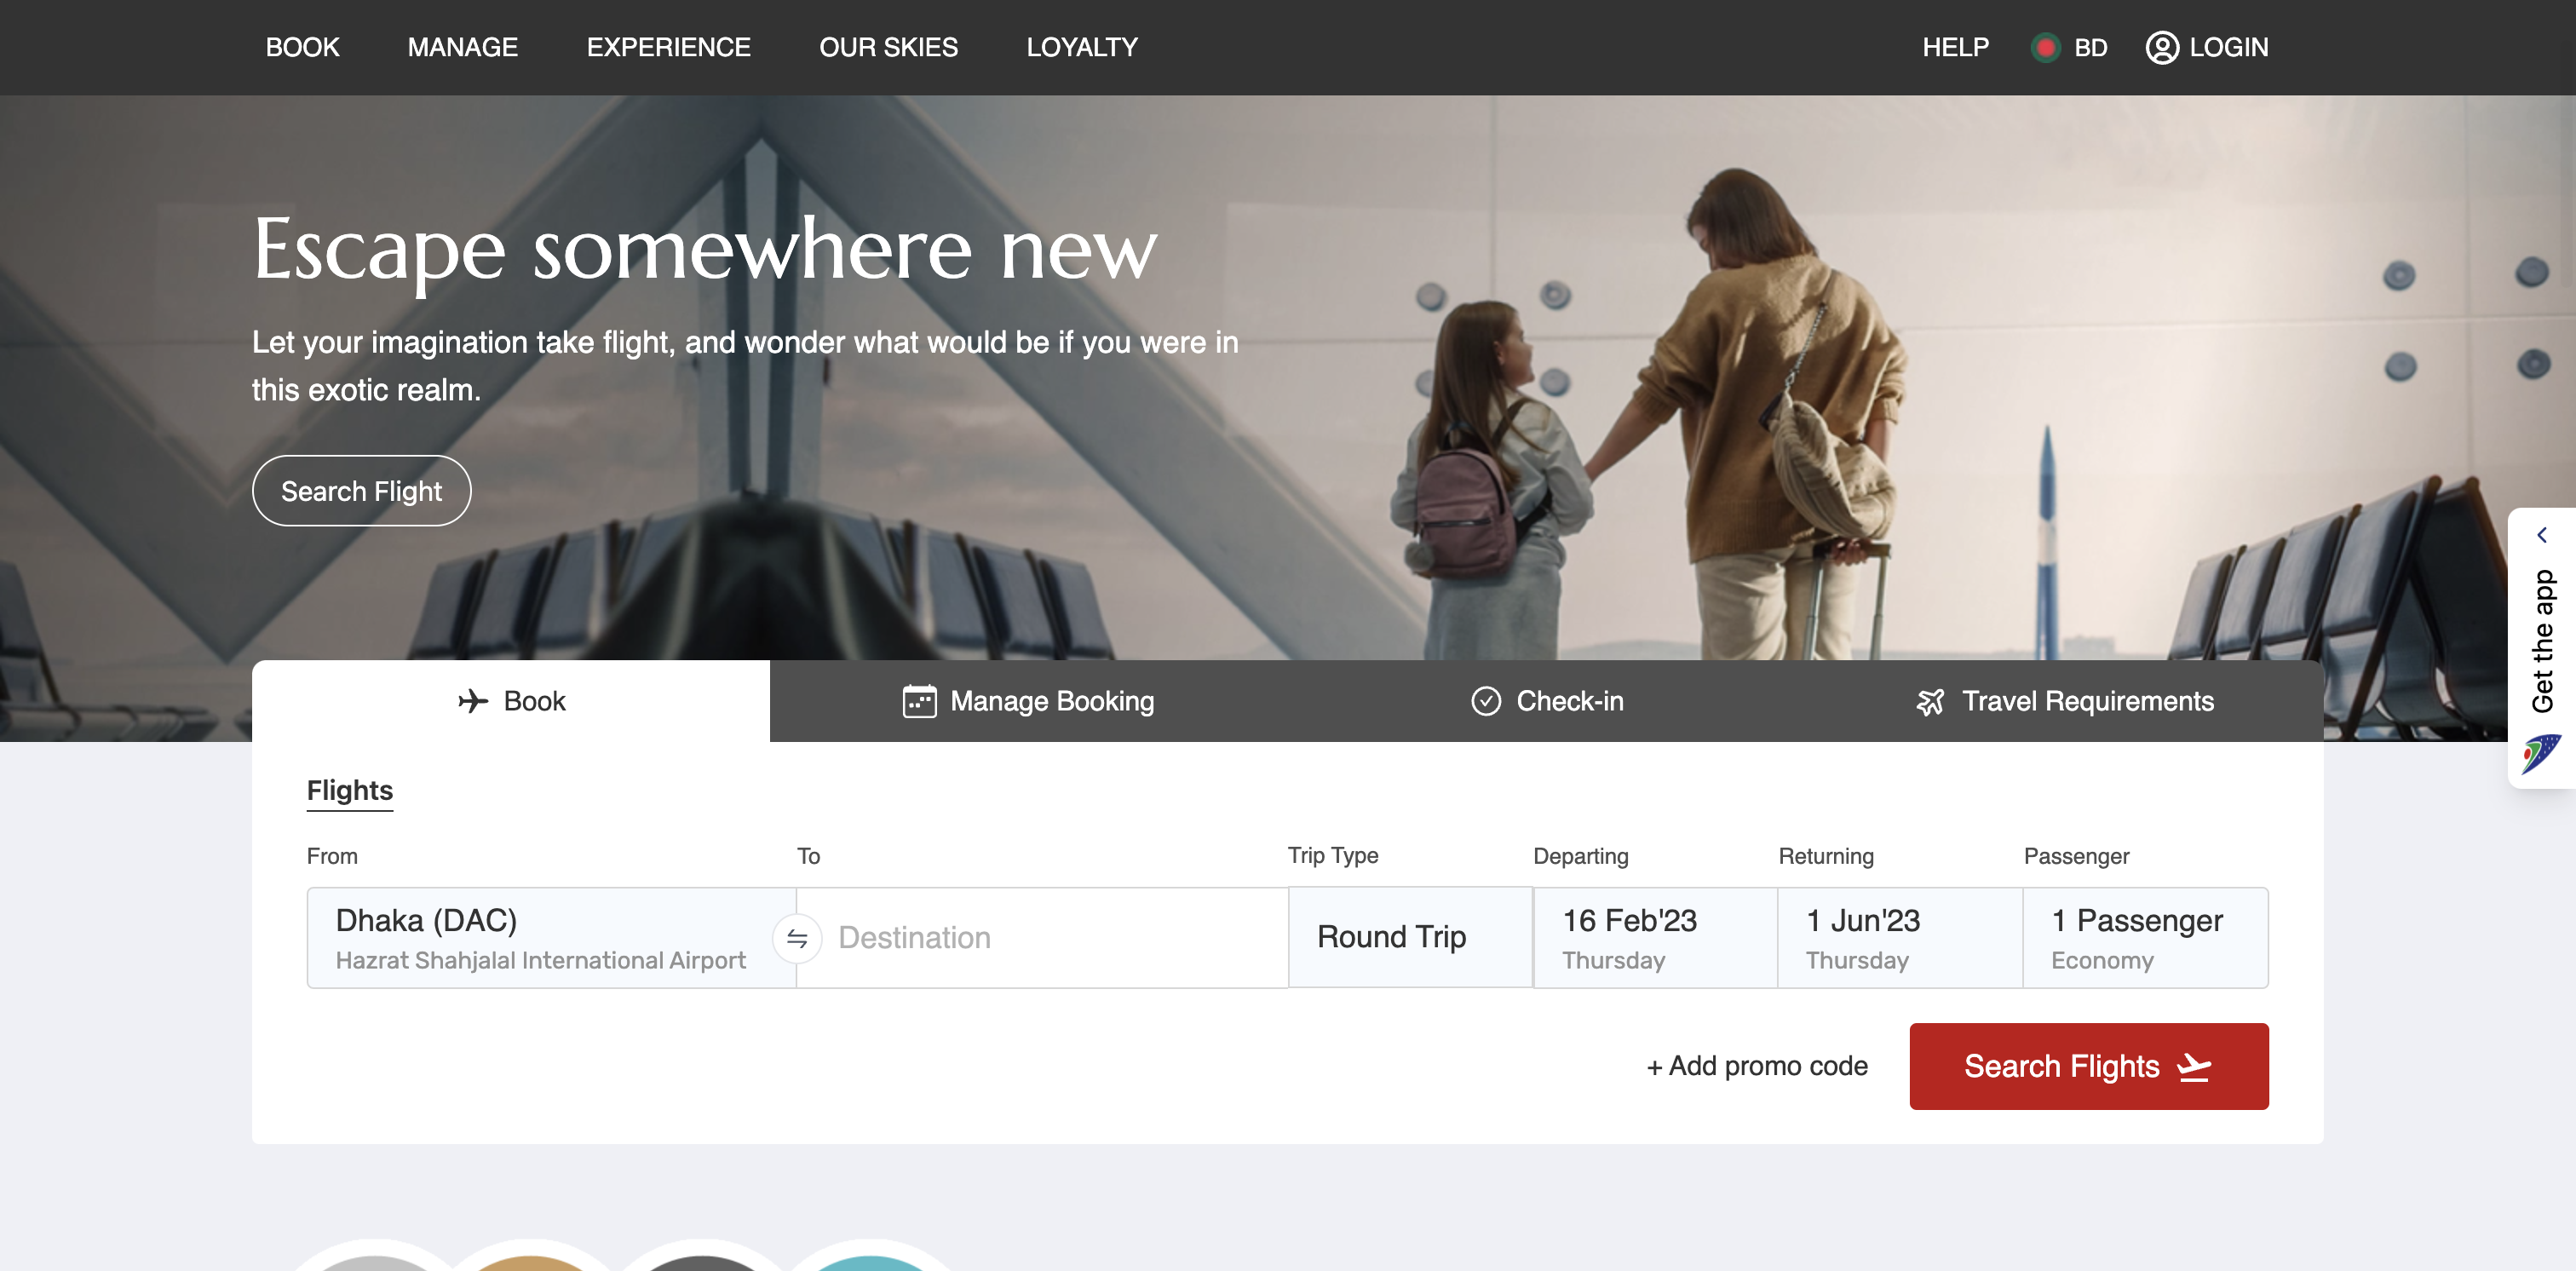 BOOK MANAGE EXPERIENCE OUR SKIES LOYALTY HELP BD LOGIN
Escape somewhere new
Let your imagination take flight, and wonder what would be if you were in
this exotic realm.
Search Flight
Get the app
Book Manage Booking Check-in Travel Requirements
Flights
From To Trip Type Departing Returning Passenger
Dhaka (DAC) Destination Round Trip 16 Feb'23 1 Jun'23 1 Passenger
Hazrat Shahjalal International Airport Thursday Thursday Economy
+ Add promo code Search Flights